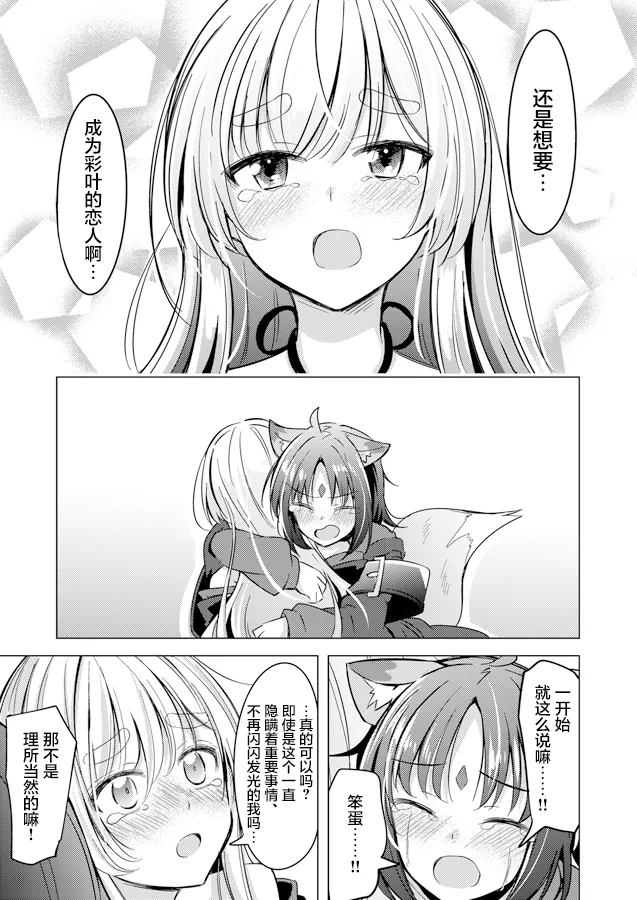 还是想要…
成为彩叶的恋人啊…
一开始
就这么说嘛……!!
笨蛋……!!
…真的可以吗?
即使是这个一直
隐瞒着重要事情、
不再闪闪发光的我吗…
那不是
理所当然的嘛!